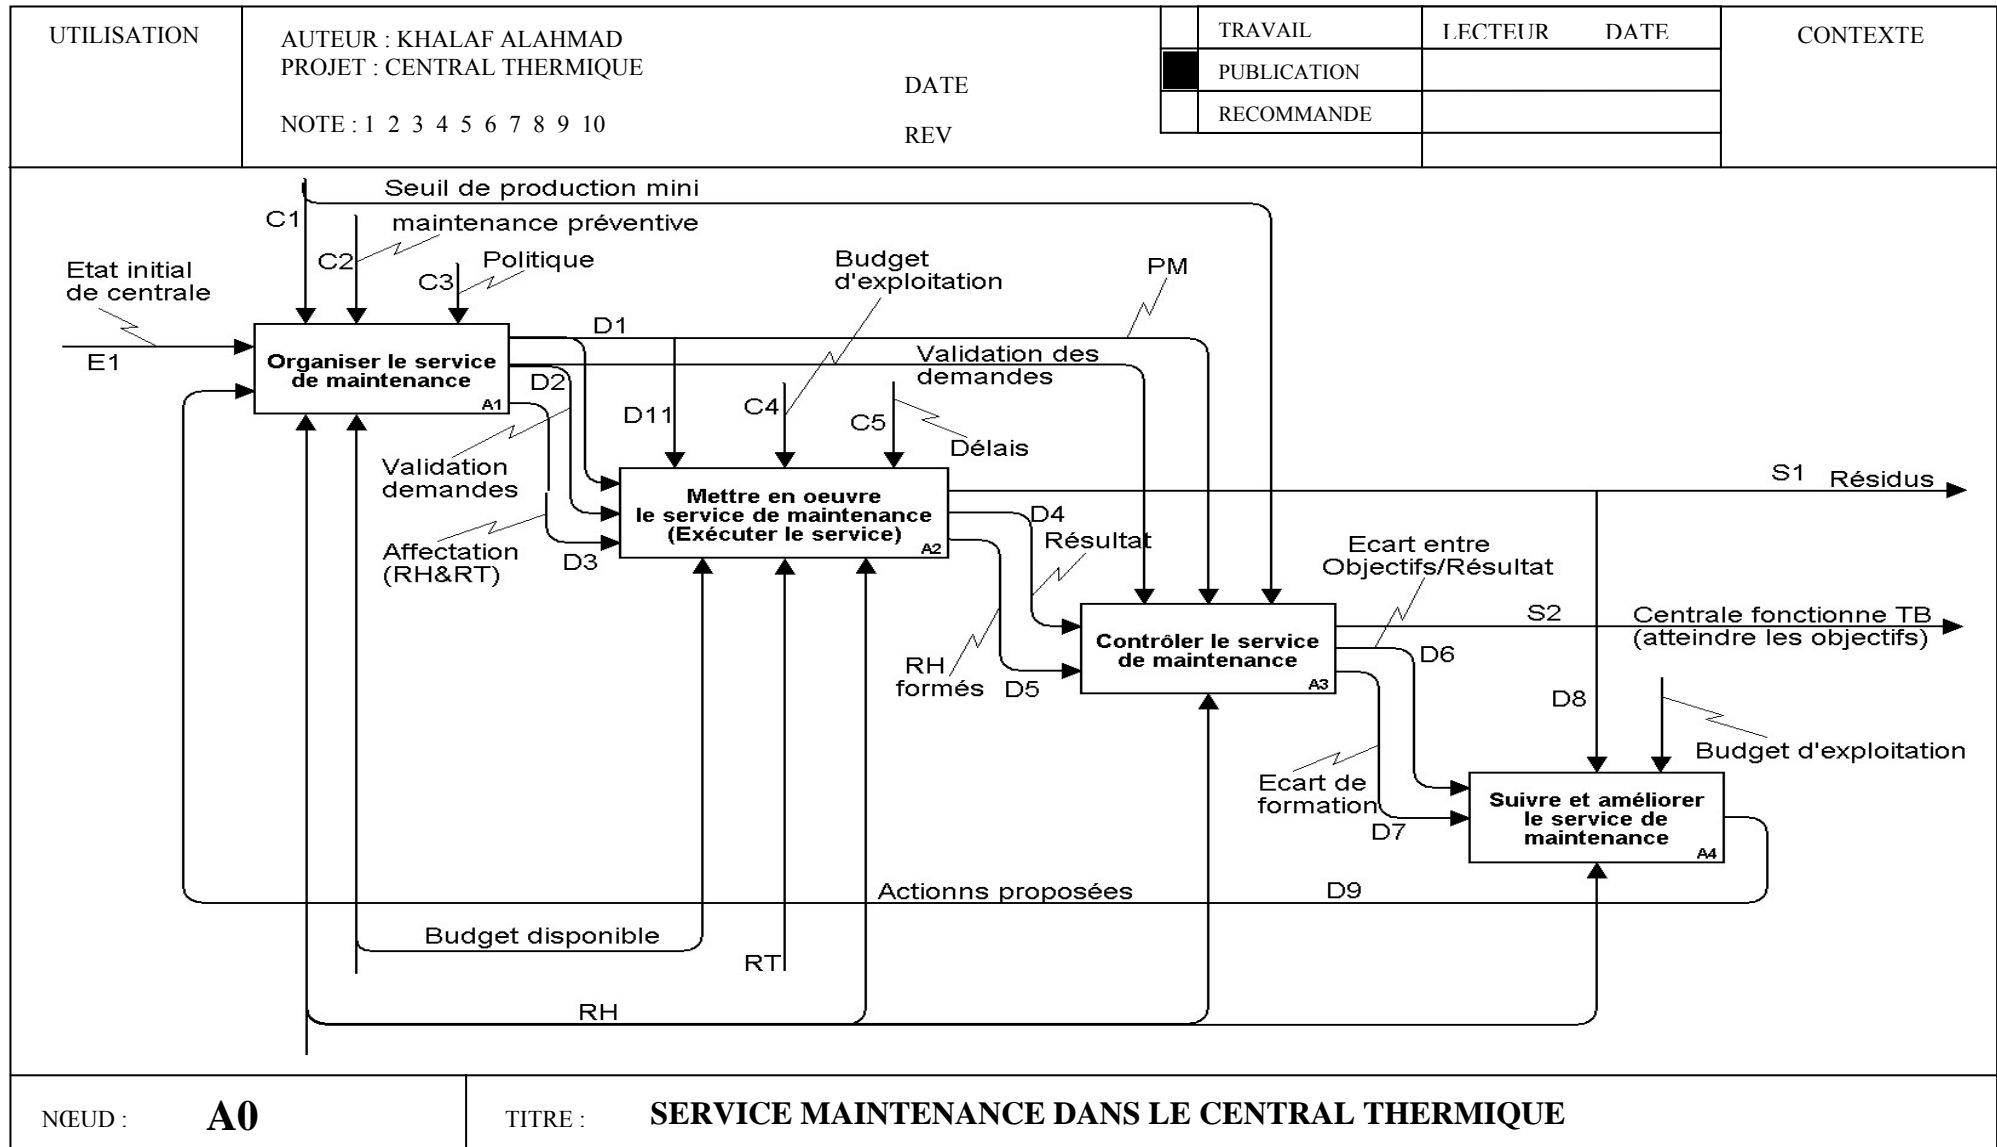 UTILISATION
AUTEUR : KHALAF ALAHMAD
PROJET : CENTRAL THERMIQUE
NOTE : 1 2 3 4 5 6 7 8 9 10
DATE
REV
TRAVAIL
PUBLICATION
RECOMMANDE
LECTEUR DATE
CONTEXTE
Seuil de production mini
C1
maintenance préventive
C2
Politique
C3
Etat initial
de centrale
E1
Budget
d'exploitation
PM
D1
Organiser le service
de maintenance
A1
D2
Validation des
demandes
D11
C4
C5
Délais
Validation
demandes
Affectation
(RH&RT)
D3
Mettre en oeuvre
le service de maintenance
(Exécuter le service)
A2
S1 Résidus
D4
Résultat
Ecart entre
Objectifs/Résultat
S2
Centrale fonctionne TB
(atteindre les objectifs)
Contrôler le service
de maintenance
A3
RH
formés
D5
D6
D8
Budget d'exploitation
Ecart de
formation
D7
Suivre et améliorer
le service de
maintenance
A4
Actionns proposées
D9
Budget disponible
RT
RH
NŒUD : A0
TITRE : SERVICE MAINTENANCE DANS LE CENTRAL THERMIQUE